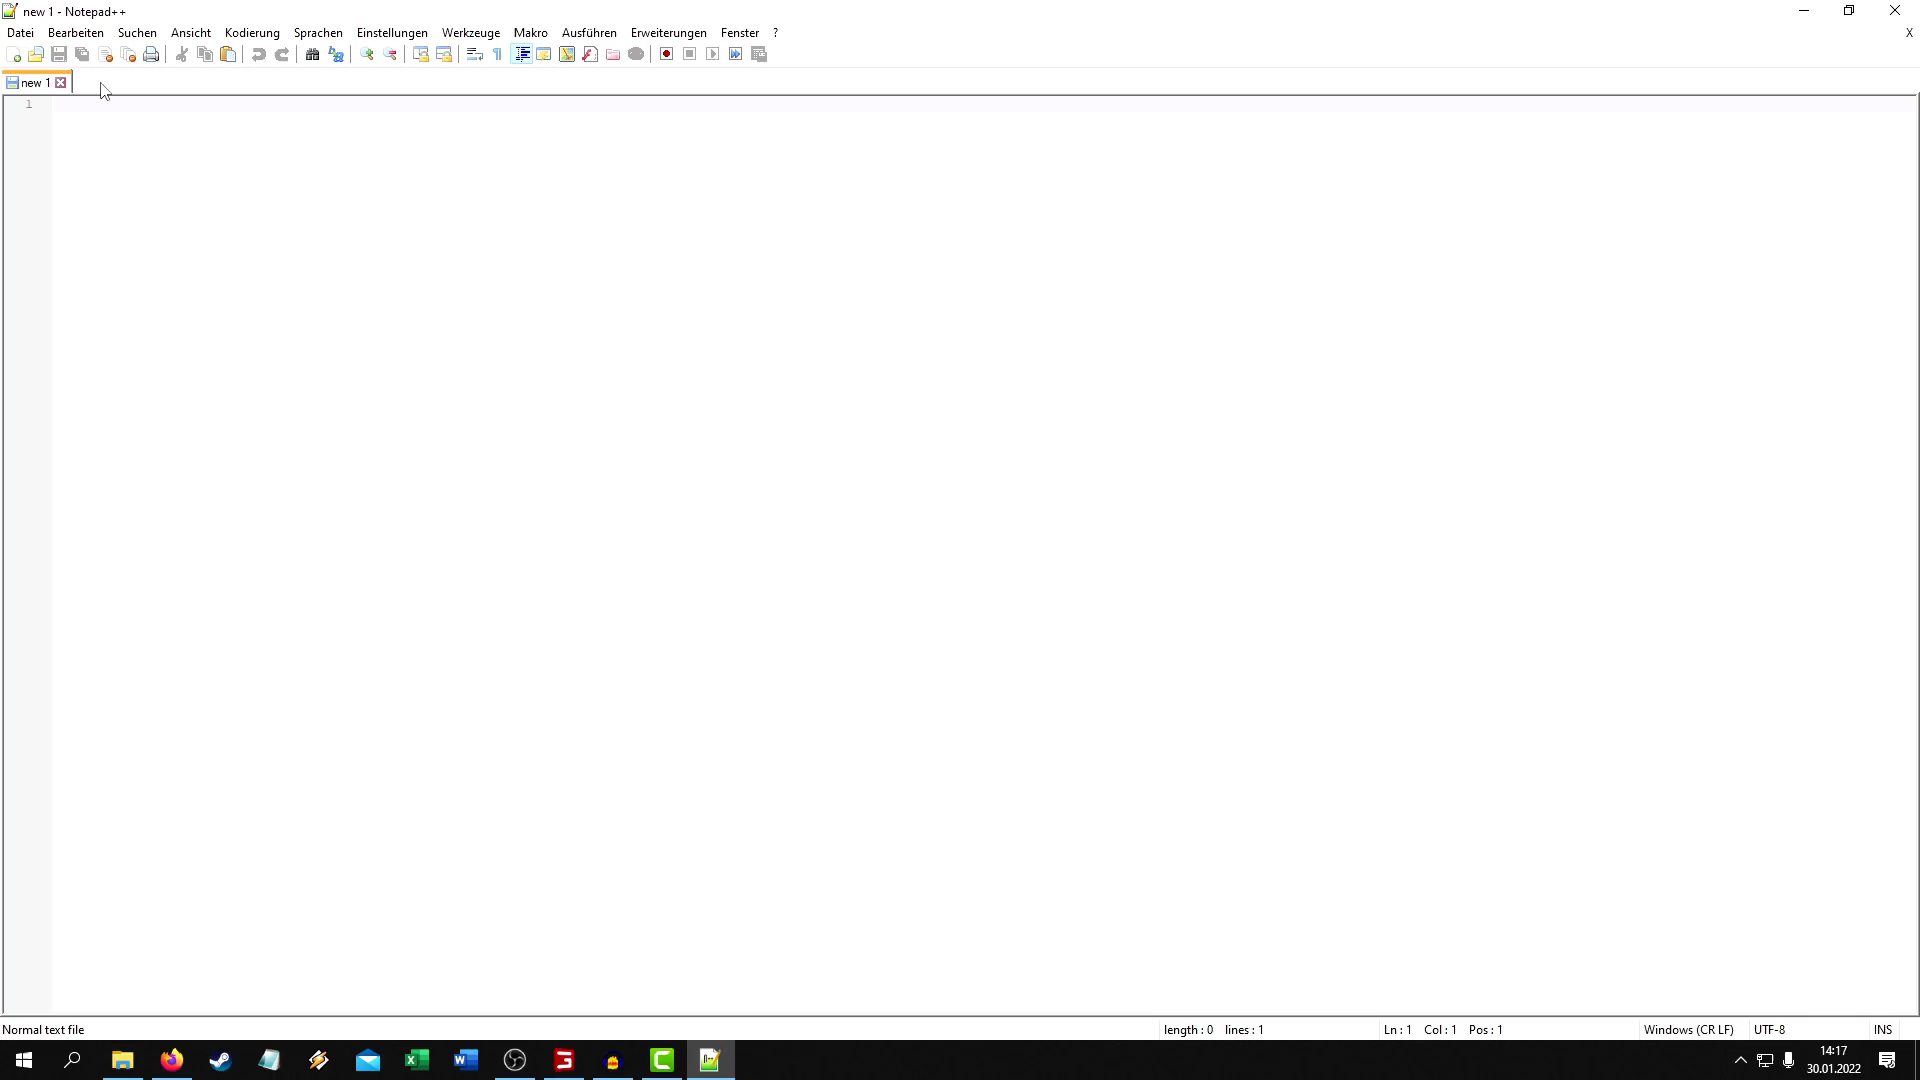 new 1 - Notepad++
Datei Bearbeiten Suchen Ansicht Kodierung Sprachen Einstellungen Werkzeuge Makro Ausführen Erweiterungen Fenster ? X
new 1
1
Normal text file length : 0 lines : 1 Ln : 1 Col : 1 Pos : 1 Windows (CR LF) UTF-8 INS
14:17
30.01.2022